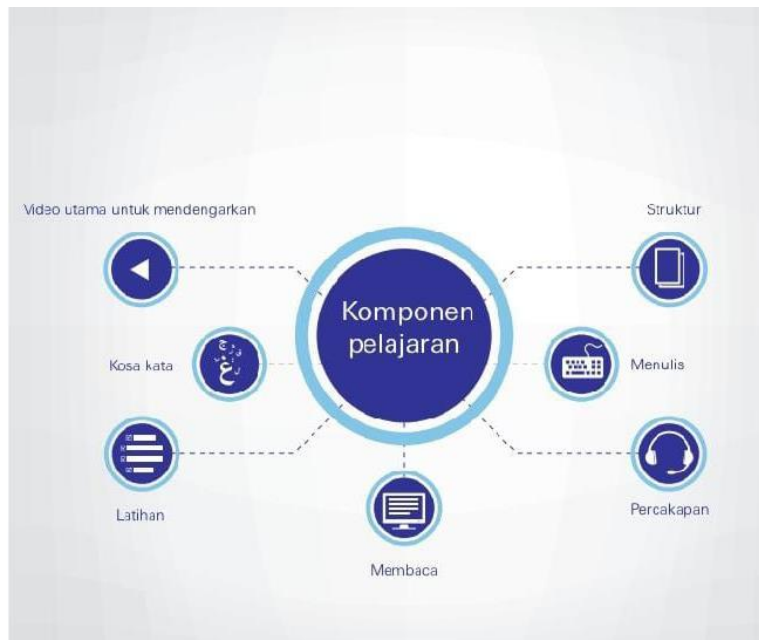 Video utama untuk mendengarkan
Struktur
Komponen
pelajaran
Kosa kata
Menulis
Latihan
Percakapan
Membaca